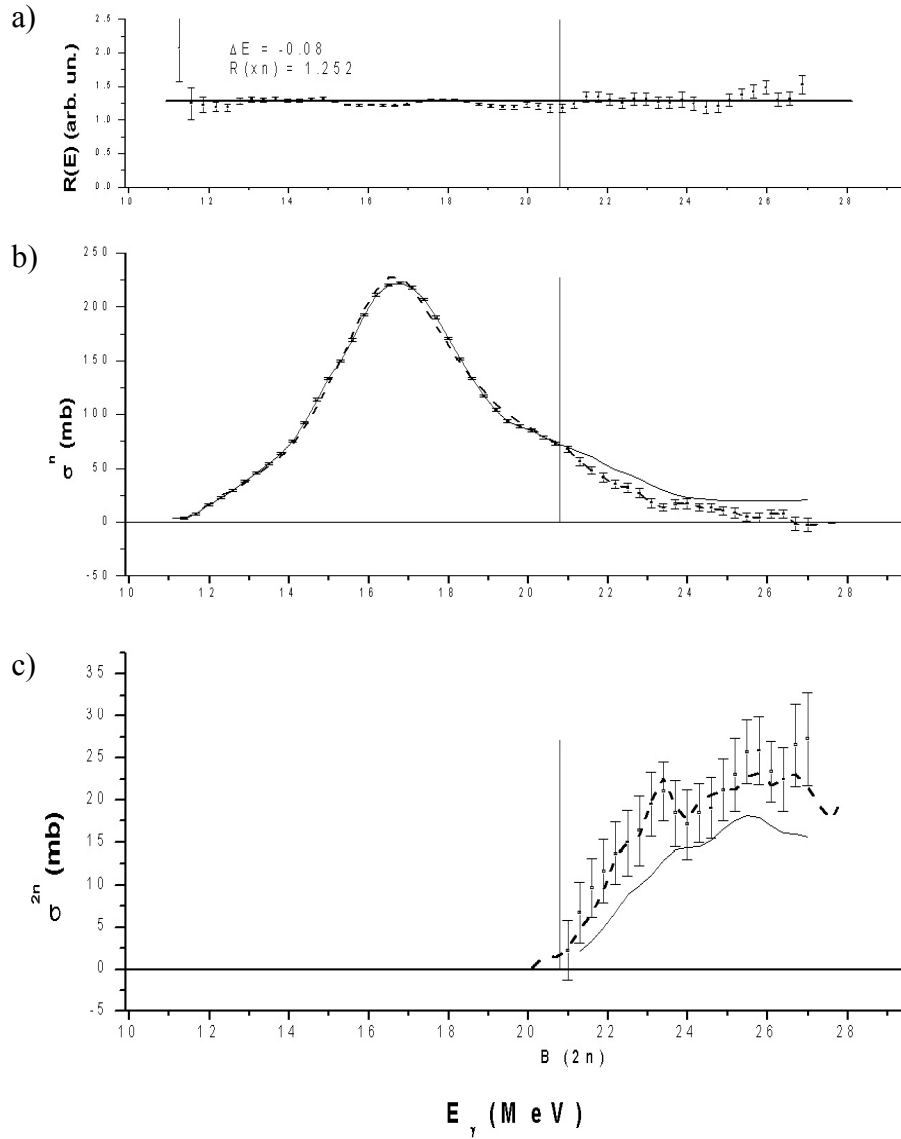 a)
2.5
2.0
1.5
1.0
0.5
0.0
R(E) (arb. un.)
ΔE = -0.08
R(xn) = 1.252
10 12 14 16 18 20 22 24 26 28
b)
250
200
150
100
50
0
-50
σⁿ (mb)
10 12 14 16 18 20 22 24 26 28
c)
35
30
25
20
15
10
5
0
-5
σ²ⁿ (mb)
10 12 14 16 18 20 22 24 26 28
B (2n)
E_γ (MeV)